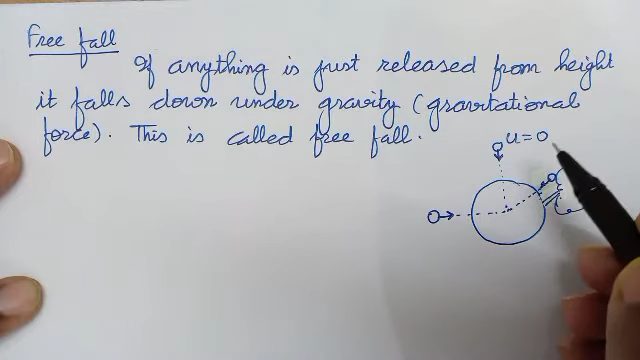 Free fall
If anything is just released from height
it falls down under gravity (gravitational
force). This is called free fall.
u = 0